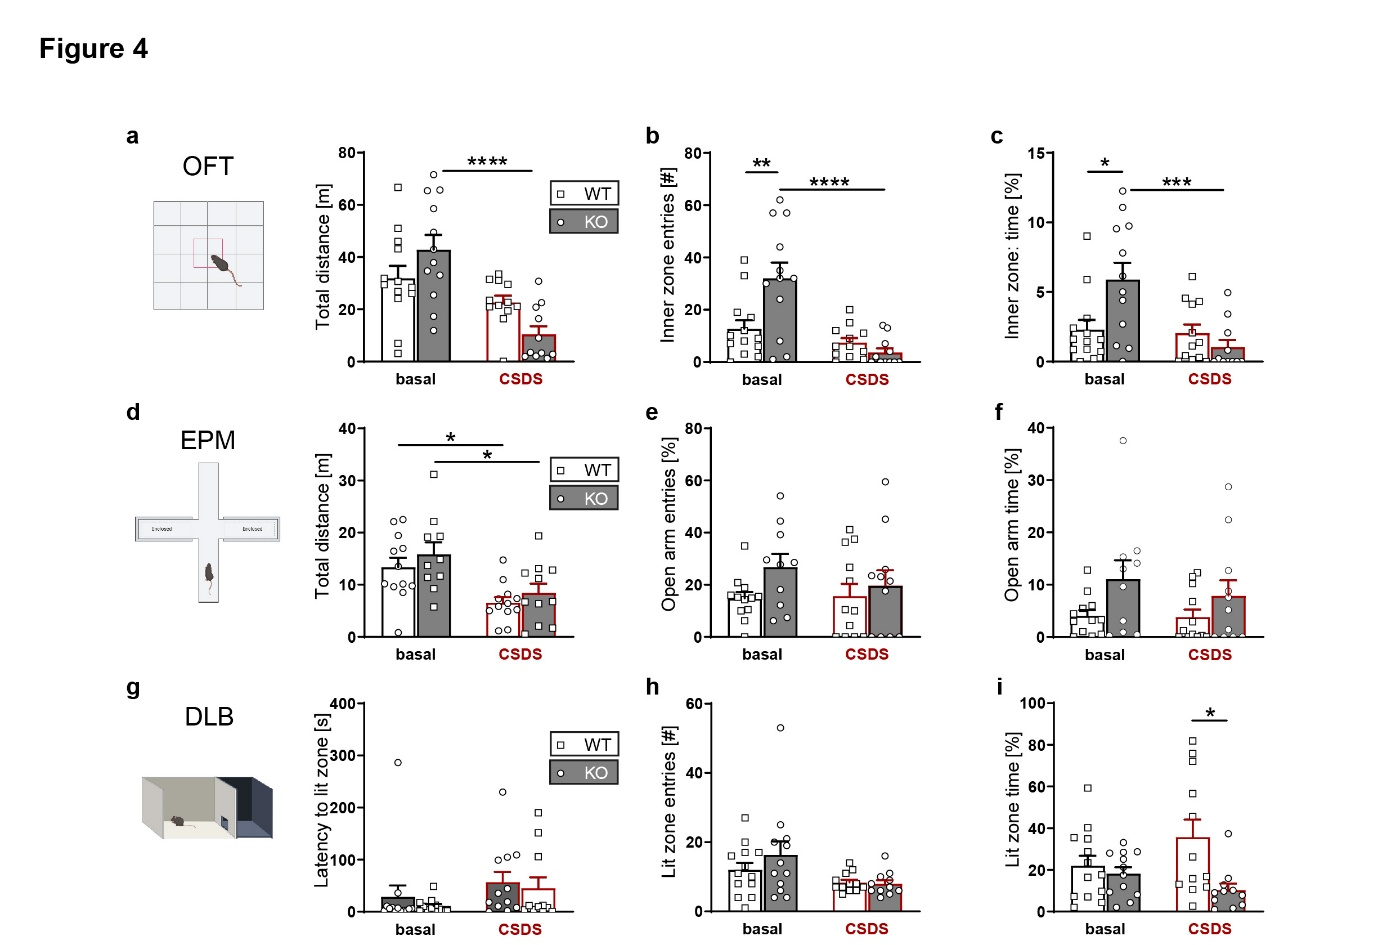 Figure 4
a
OFT
Total distance [m]
80
60
40
20
0
****
WT
KO
basal
CSDS
b
Inner zone entries [#]
80
60
40
20
0
**
****
basal
CSDS
c
Inner zone: time [%]
15
10
5
0
*
***
basal
CSDS
d
EPM
Enclosed
Enclosed
Total distance [m]
40
30
20
10
0
*
*
WT
KO
basal
CSDS
e
Open arm entries [%]
80
60
40
20
0
basal
CSDS
f
Open arm time [%]
40
30
20
10
0
basal
CSDS
g
DLB
Latency to lit zone [s]
400
300
200
100
0
WT
KO
basal
CSDS
h
Lit zone entries [#]
60
40
20
0
basal
CSDS
i
Lit zone time [%]
100
80
60
40
20
0
*
basal
CSDS